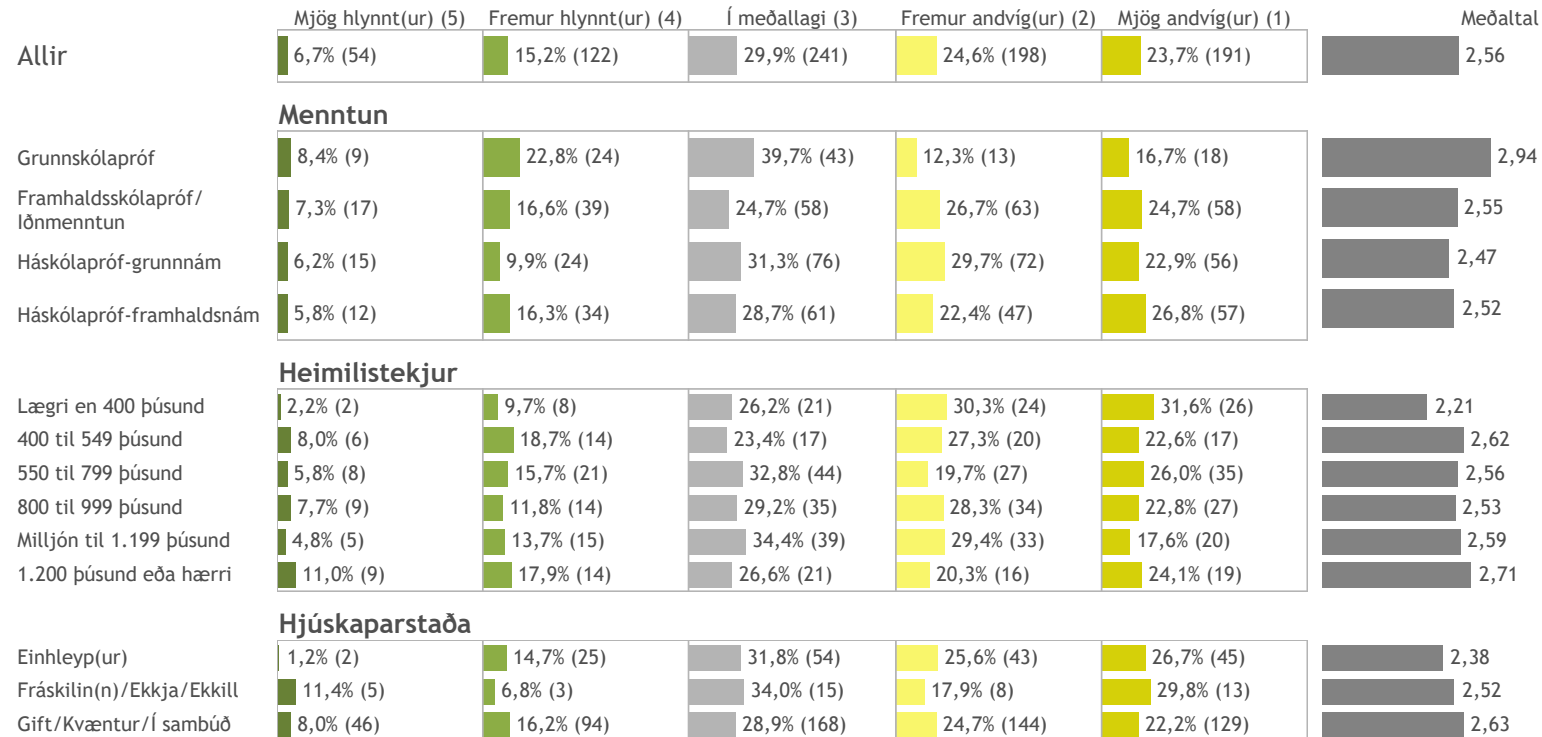 Mjög hlynnt(ur) (5) Fremur hlynnt(ur) (4) Í meðallagi (3) Fremur andvíg(ur) (2) Mjög andvíg(ur) (1) Meðaltal
Allir 6,7% (54) 15,2% (122) 29,9% (241) 24,6% (198) 23,7% (191) 2,56
Menntun
Grunnskólapróf 8,4% (9) 22,8% (24) 39,7% (43) 12,3% (13) 16,7% (18) 2,94
Framhaldsskólapróf/
Iðnmenntun 7,3% (17) 16,6% (39) 24,7% (58) 26,7% (63) 24,7% (58) 2,55
Háskólapróf-grunnnám 6,2% (15) 9,9% (24) 31,3% (76) 29,7% (72) 22,9% (56) 2,47
Háskólapróf-framhaldsnám 5,8% (12) 16,3% (34) 28,7% (61) 22,4% (47) 26,8% (57) 2,52
Heimilistekjur
Lægri en 400 þúsund 2,2% (2) 9,7% (8) 26,2% (21) 30,3% (24) 31,6% (26) 2,21
400 til 549 þúsund 8,0% (6) 18,7% (14) 23,4% (17) 27,3% (20) 22,6% (17) 2,62
550 til 799 þúsund 5,8% (8) 15,7% (21) 32,8% (44) 19,7% (27) 26,0% (35) 2,56
800 til 999 þúsund 7,7% (9) 11,8% (14) 29,2% (35) 28,3% (34) 22,8% (27) 2,53
Milljón til 1.199 þúsund 4,8% (5) 13,7% (15) 34,4% (39) 29,4% (33) 17,6% (20) 2,59
1.200 þúsund eða hærri 11,0% (9) 17,9% (14) 26,6% (21) 20,3% (16) 24,1% (19) 2,71
Hjúskaparstaða
Einhleyp(ur) 1,2% (2) 14,7% (25) 31,8% (54) 25,6% (43) 26,7% (45) 2,38
Fráskilin(n)/Ekkja/Ekkill 11,4% (5) 6,8% (3) 34,0% (15) 17,9% (8) 29,8% (13) 2,52
Gift/Kvæntur/Í sambúð 8,0% (46) 16,2% (94) 28,9% (168) 24,7% (144) 22,2% (129) 2,63